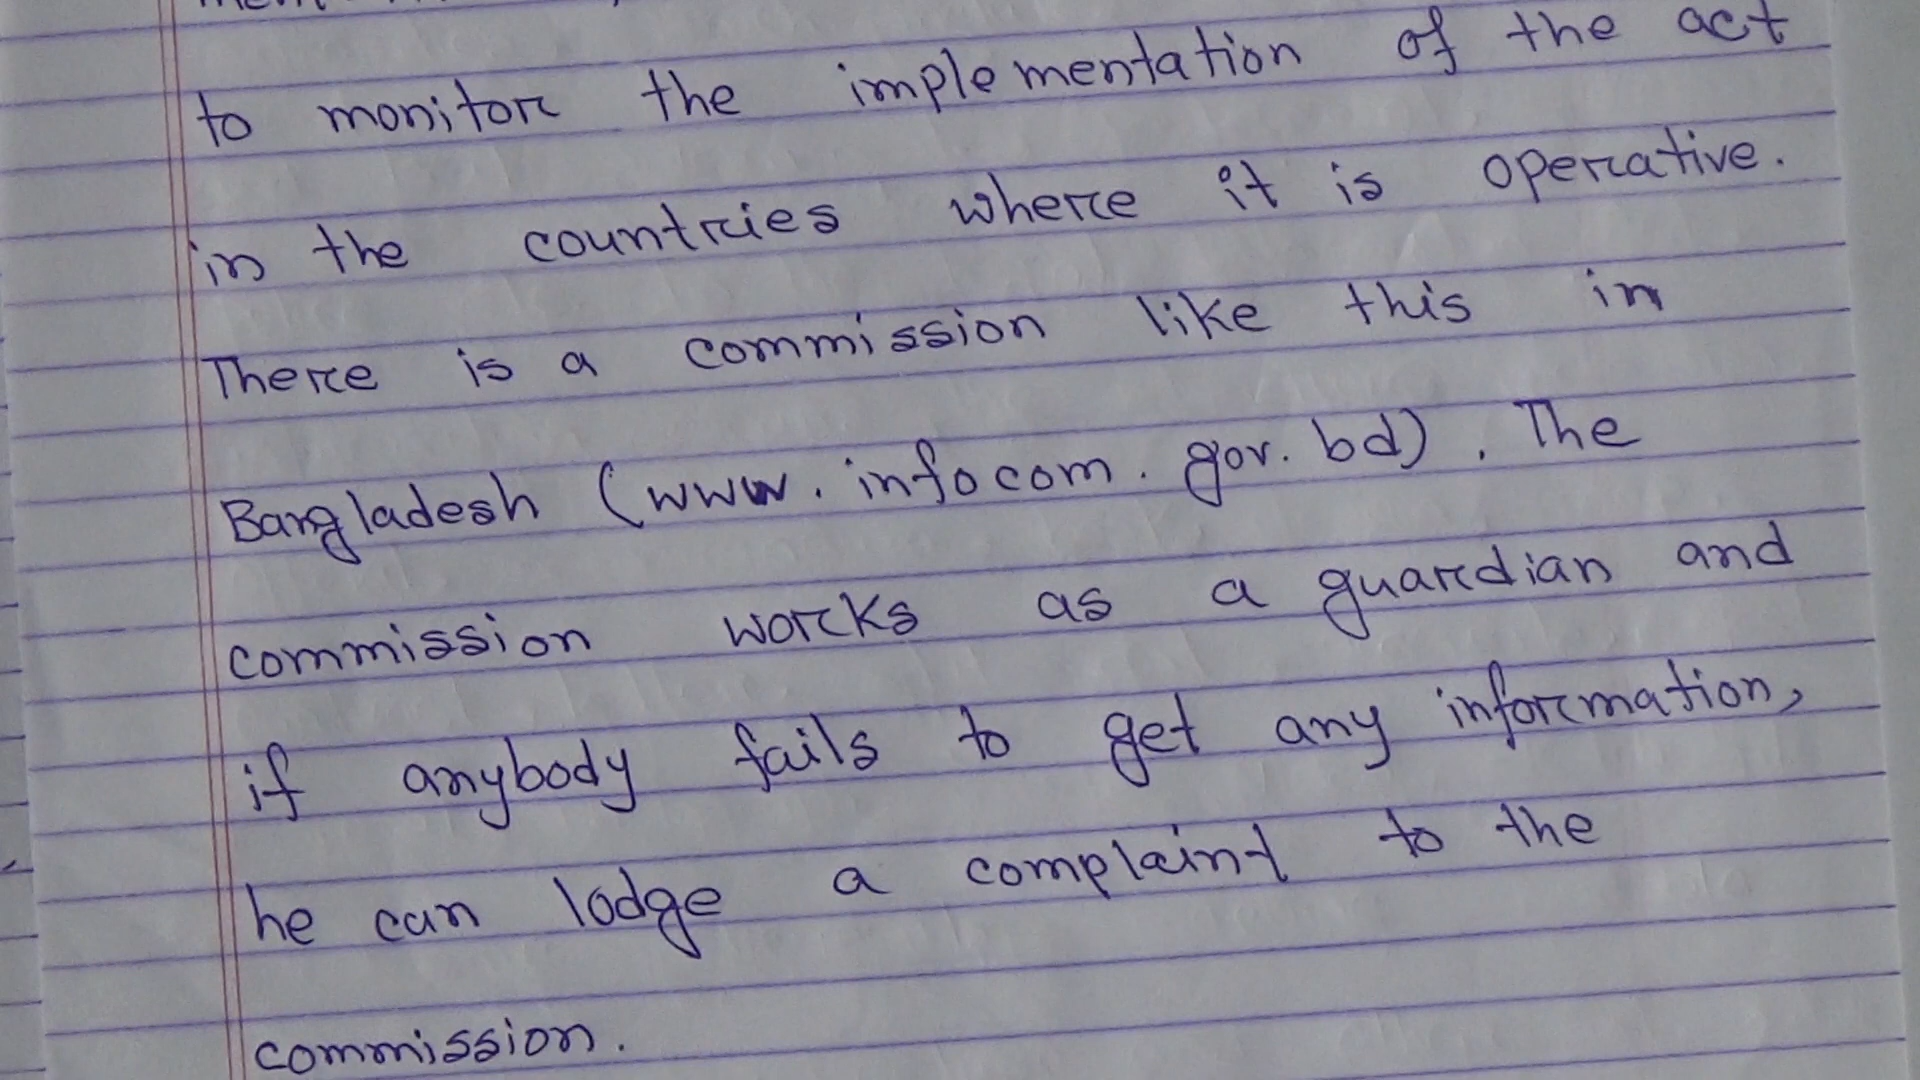 to monitor the implementation of the act
in the countries where it is operative.
There is a commission like this in
Bangladesh (www.infocom.gov.bd). The
commission works as a guardian and
if anybody fails to get any information,
he can lodge a complaint to the
commission.